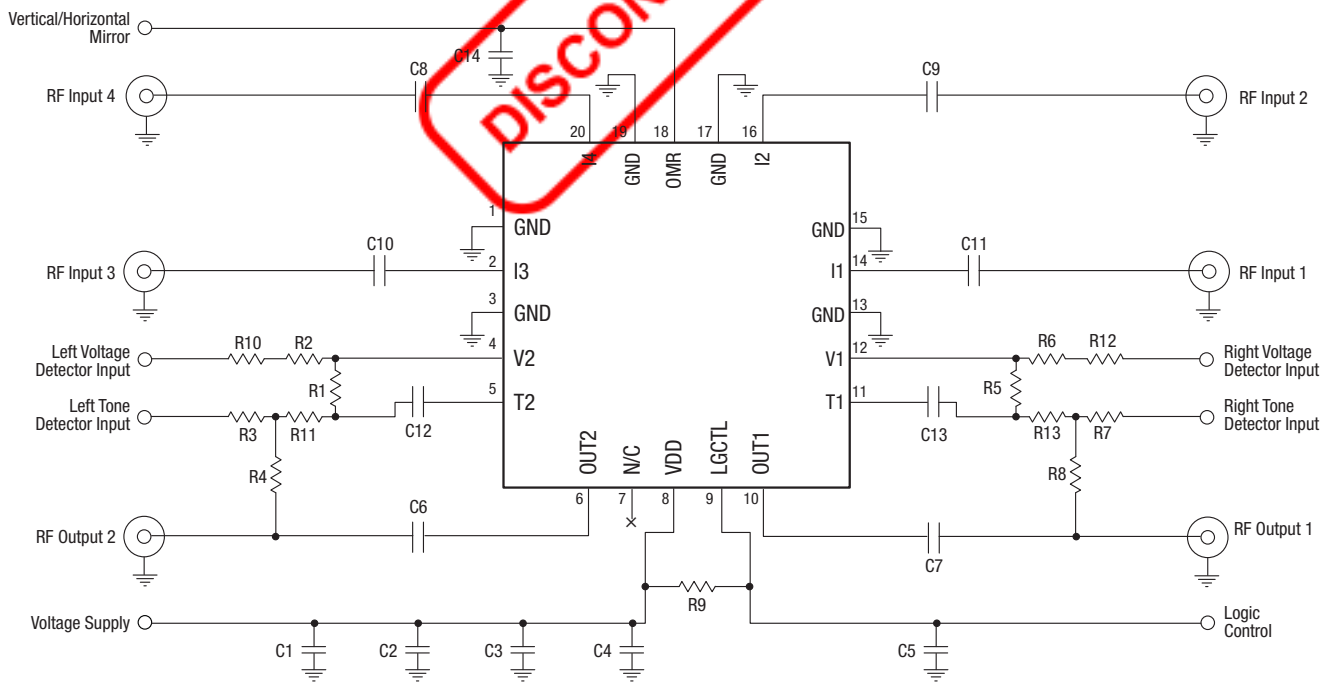 Vertical/Horizontal
Mirror
C14
DISCON
RF Input 4
C8
C9
RF Input 2
20
19
18
17
16
I4
GND
OMR
GND
I2
1
GND
GND
15
RF Input 3
C10
2
I3
I1
14
C11
RF Input 1
3
GND
GND
13
Left Voltage
Detector Input
R10
R2
4
V2
V1
12
R6
R12
Right Voltage
Detector Input
R1
R5
Left Tone
Detector Input
R3
R11
C12
5
T2
T1
11
C13
R13
R7
Right Tone
Detector Input
R4
R8
OUT2
N/C
VDD
LGCTL
OUT1
6
7
8
9
10
RF Output 2
C6
C7
RF Output 1
R9
Voltage Supply
Logic
Control
C1
C2
C3
C4
C5